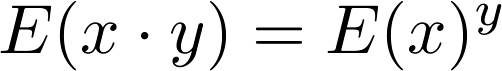 E(x · y) = E(x)^y